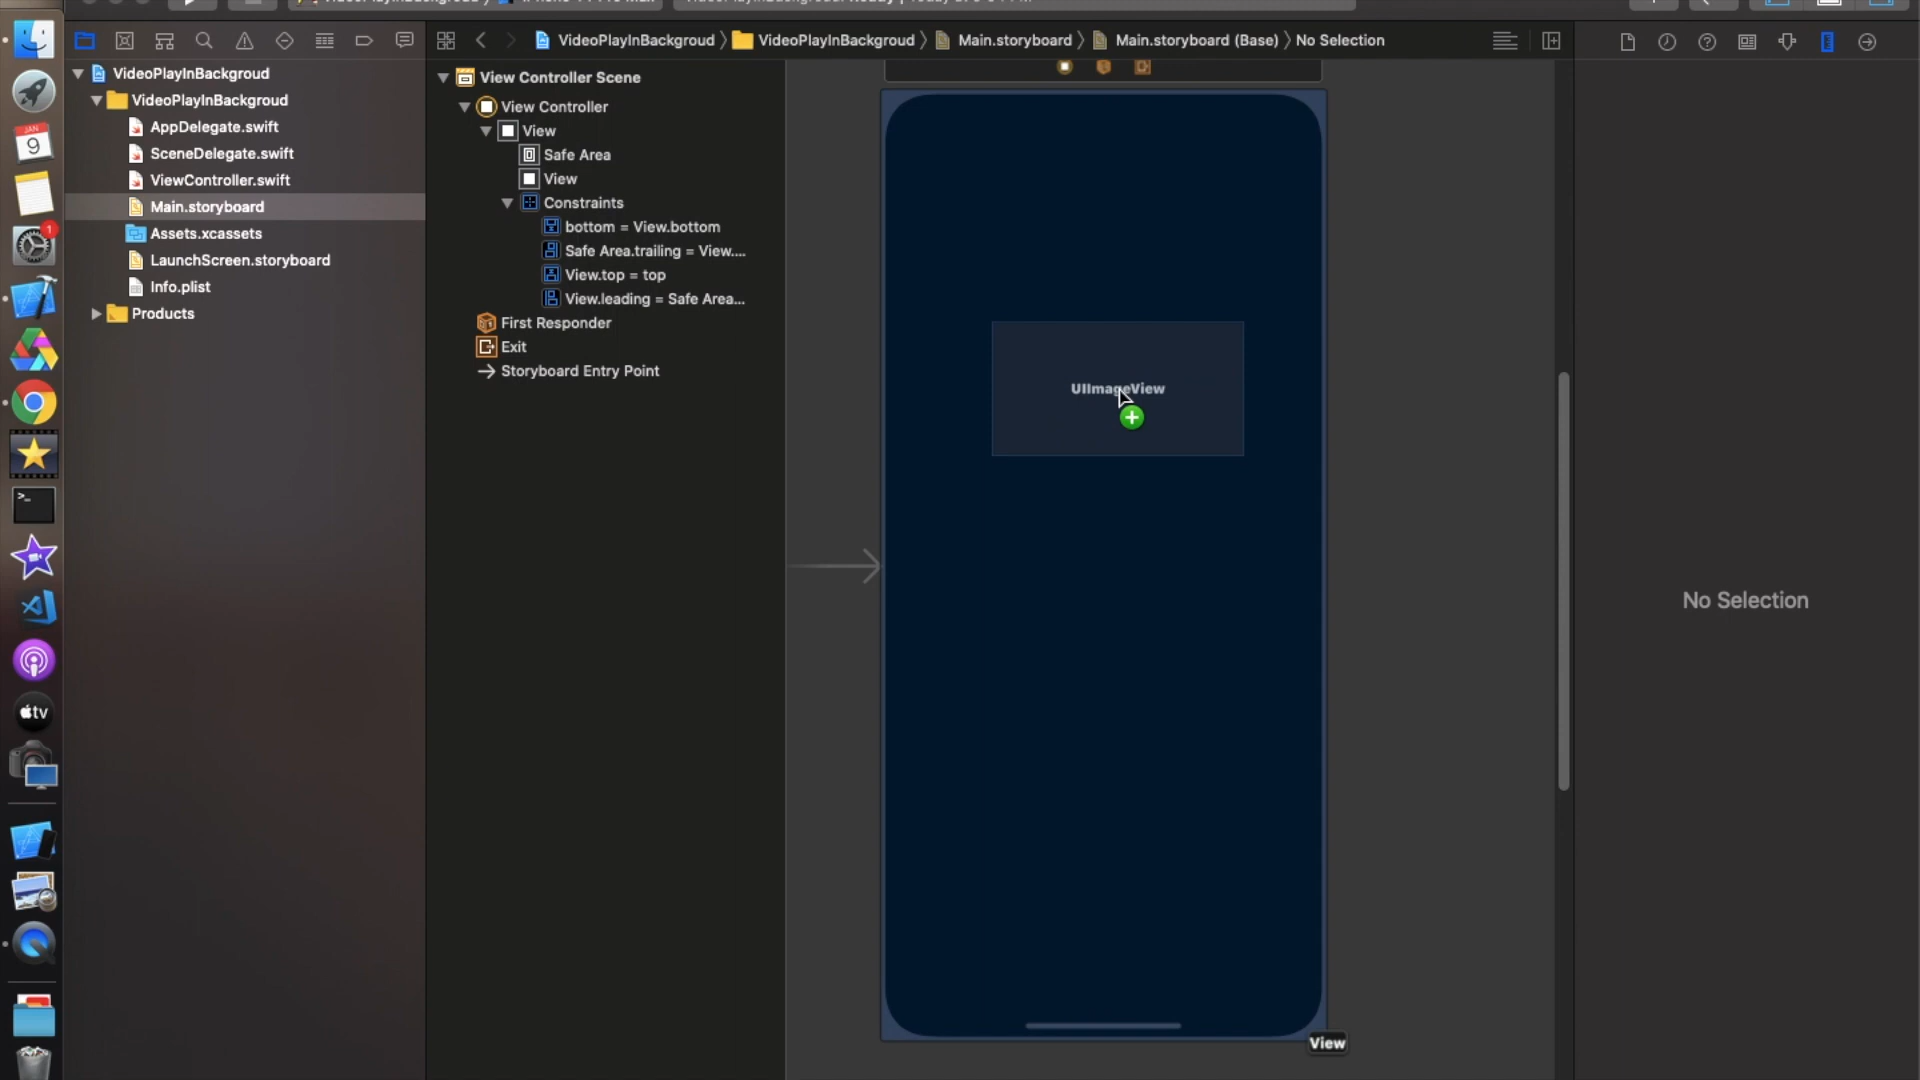 VideoPlayInBackgroud
VideoPlayInBackgroud
Main.storyboard
Main.storyboard (Base)
No Selection
VideoPlayInBackgroud
VideoPlayInBackgroud
AppDelegate.swift
SceneDelegate.swift
ViewController.swift
Main.storyboard
Assets.xcassets
LaunchScreen.storyboard
Info.plist
Products
View Controller Scene
View Controller
View
Safe Area
View
Constraints
bottom = View.bottom
Safe Area.trailing = View....
View.top = top
View.leading = Safe Area...
First Responder
Exit
Storyboard Entry Point
UIImageView
View
No Selection
JAN
9
1
tv